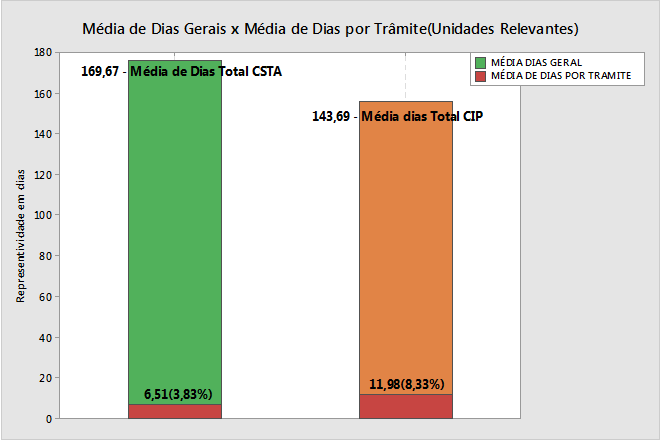 Média de Dias Gerais x Média de Dias por Trâmite(Unidades Relevantes)
MÉDIA DIAS GERAL
MÉDIA DE DIAS POR TRAMITE
Representividade em dias
180
160
140
120
100
80
60
40
20
0
169,67 - Média de Dias Total CSTA
143,69 - Média dias Total CIP
6,51(3,83%)
11,98(8,33%)